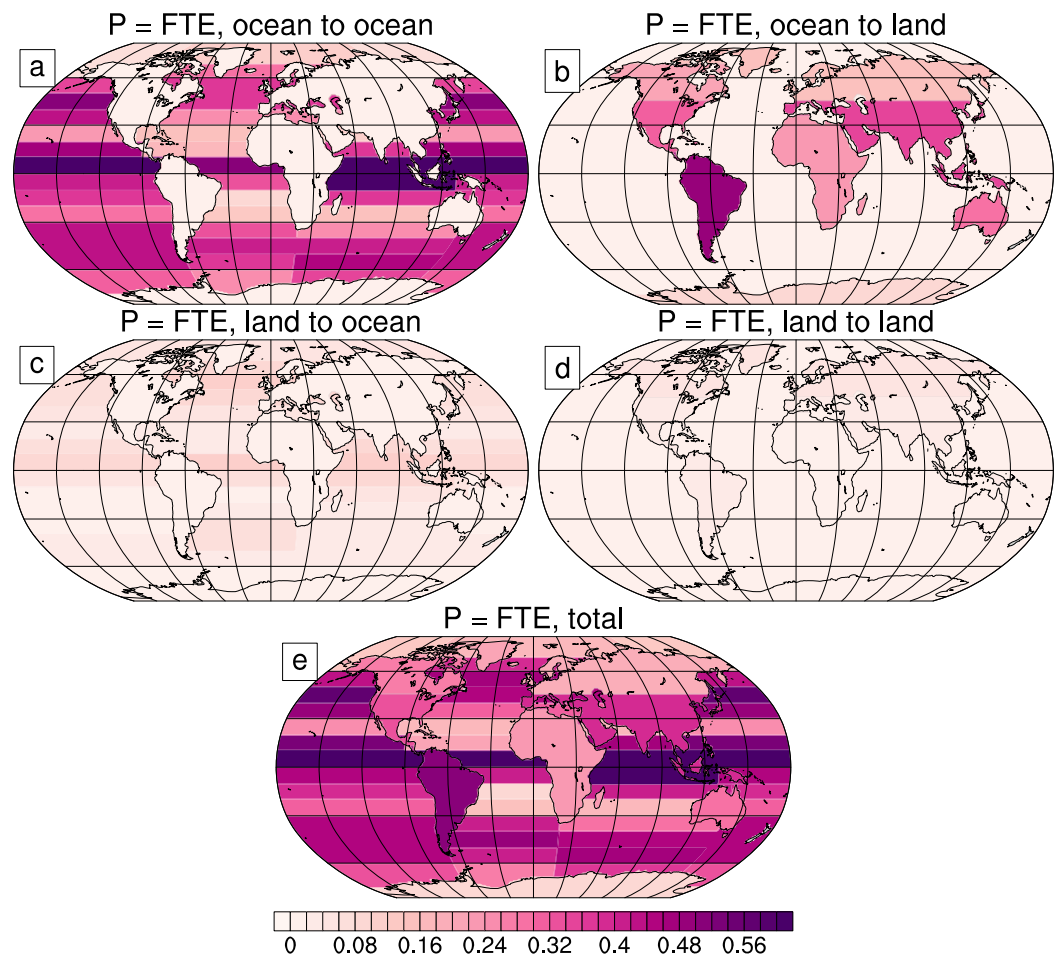 P = FTE, ocean to ocean
P = FTE, ocean to land
a
b
P = FTE, land to ocean
P = FTE, land to land
c
d
P = FTE, total
e
0 0.08 0.16 0.24 0.32 0.4 0.48 0.56